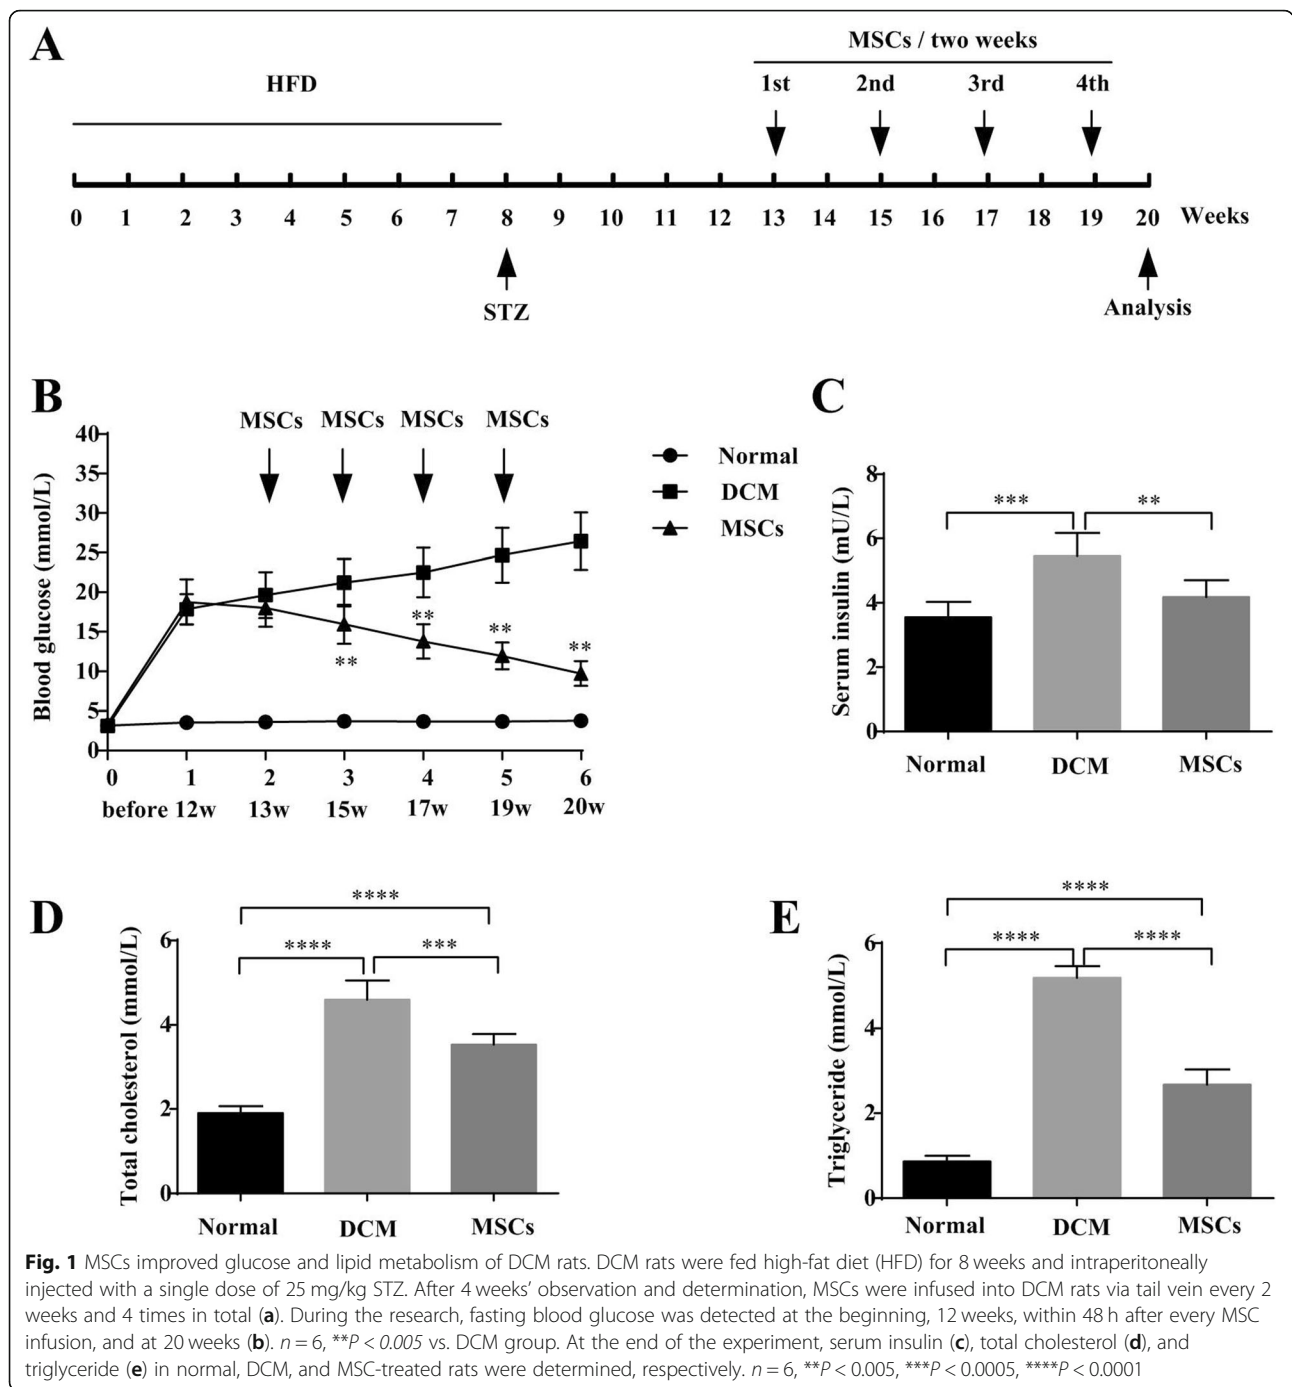 A
MSCs / two weeks
HFD
1st 2nd 3rd 4th
0 1 2 3 4 5 6 7 8 9 10 11 12 13 14 15 16 17 18 19 20 Weeks
STZ
Analysis
B
MSCs MSCs MSCs MSCs
Blood glucose (mmol/L)
40
35
30
25
20
15
10
5
0
** ** ** **
0 1 2 3 4 5 6
before 12w 13w 15w 17w 19w 20w
Normal
DCM
MSCs
C
Serum insulin (mU/L)
8
6
4
2
0
*** **
Normal DCM MSCs
D
Total cholesterol (mmol/L)
6
4
2
0
****
**** ***
Normal DCM MSCs
E
Triglyceride (mmol/L)
6
4
2
0
****
**** ****
Normal DCM MSCs
Fig. 1 MSCs improved glucose and lipid metabolism of DCM rats. DCM rats were fed high-fat diet (HFD) for 8 weeks and intraperitoneally
injected with a single dose of 25 mg/kg STZ. After 4 weeks’ observation and determination, MSCs were infused into DCM rats via tail vein every 2
weeks and 4 times in total (a). During the research, fasting blood glucose was detected at the beginning, 12 weeks, within 48 h after every MSC
infusion, and at 20 weeks (b). n = 6, **P < 0.005 vs. DCM group. At the end of the experiment, serum insulin (c), total cholesterol (d), and
triglyceride (e) in normal, DCM, and MSC-treated rats were determined, respectively. n = 6, **P < 0.005, ***P < 0.0005, ****P < 0.0001